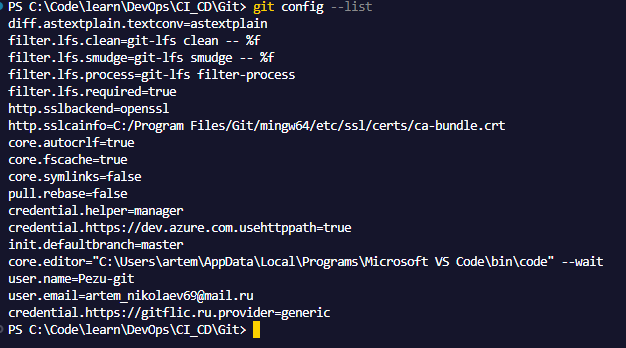 PS C:\Code\learn\DevOps\CI_CD\Git> git config --list
diff.astextplain.textconv=astextplain
filter.lfs.clean=git-lfs clean -- %f
filter.lfs.smudge=git-lfs smudge -- %f
filter.lfs.process=git-lfs filter-process
filter.lfs.required=true
http.sslbackend=openssl
http.sslcainfo=C:/Program Files/Git/mingw64/etc/ssl/certs/ca-bundle.crt
core.autocrlf=true
core.fscache=true
core.symlinks=false
pull.rebase=false
credential.helper=manager
credential.https://dev.azure.com.usehttppath=true
init.defaultbranch=master
core.editor="C:\Users\artem\AppData\Local\Programs\Microsoft VS Code\bin\code" --wait
user.name=Pezu-git
user.email=artem_nikolaev69@mail.ru
credential.https://gitflic.ru.provider=generic
PS C:\Code\learn\DevOps\CI_CD\Git>